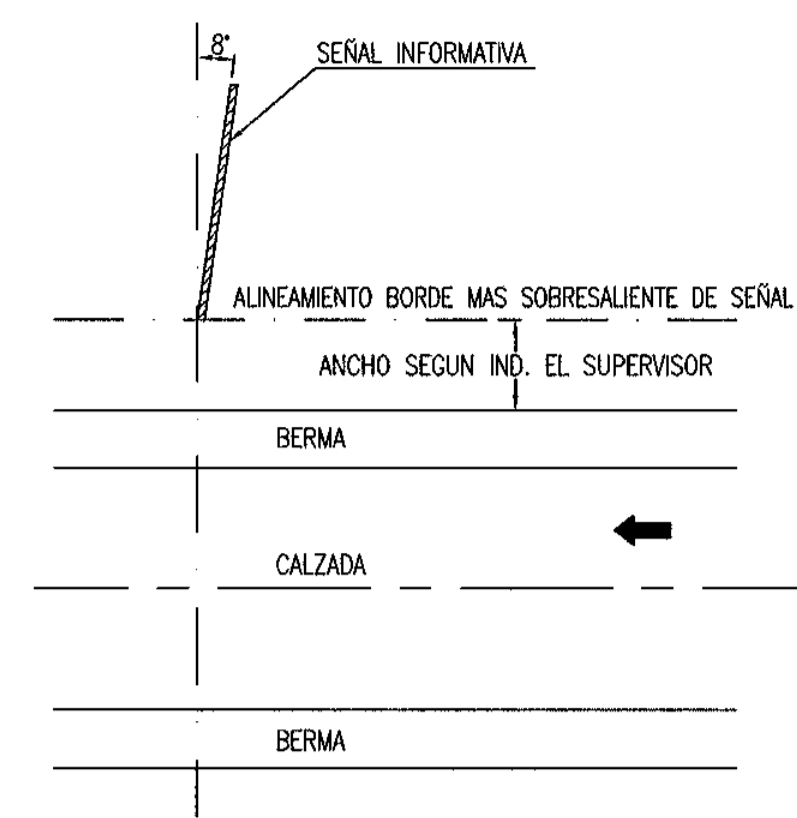 8°
SEÑAL INFORMATIVA
ALINEAMIENTO BORDE MAS SOBRESALIENTE DE SEÑAL
ANCHO SEGUN IND. EL SUPERVISOR
BERMA
CALZADA
BERMA